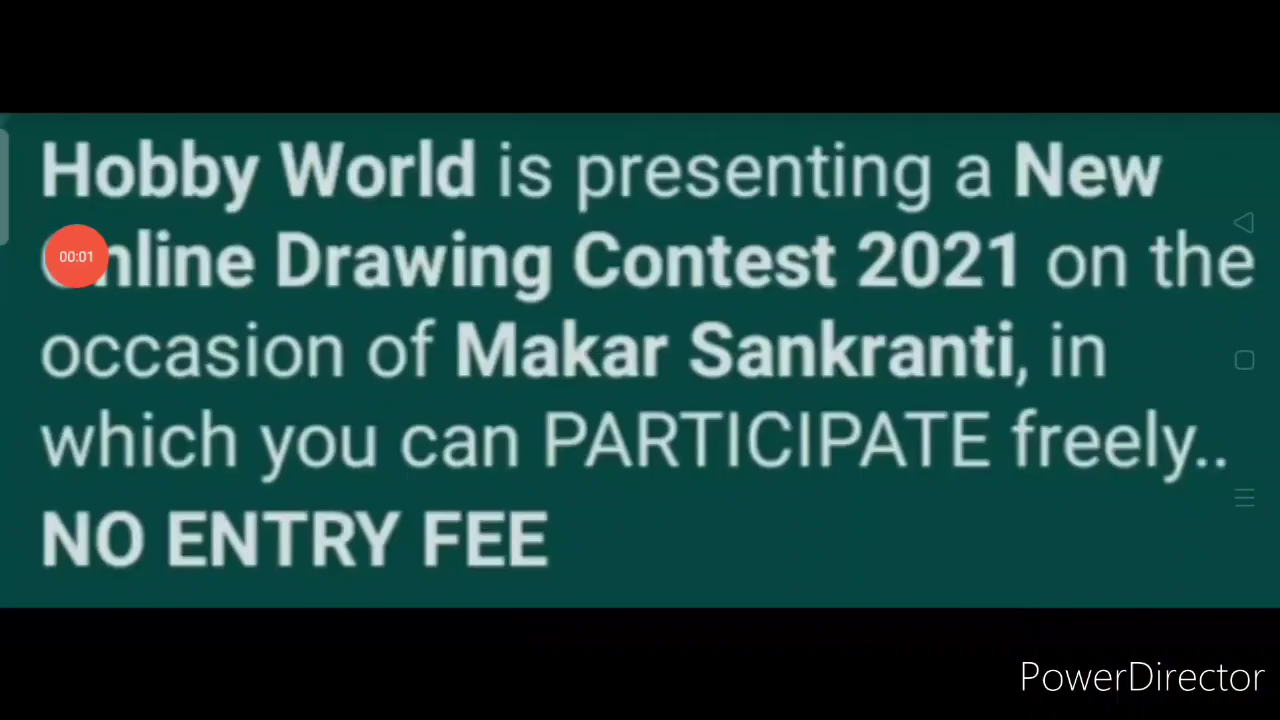 Hobby World is presenting a New
Online Drawing Contest 2021 on the
occasion of Makar Sankranti, in
which you can PARTICIPATE freely..
NO ENTRY FEE
00:01
PowerDirector